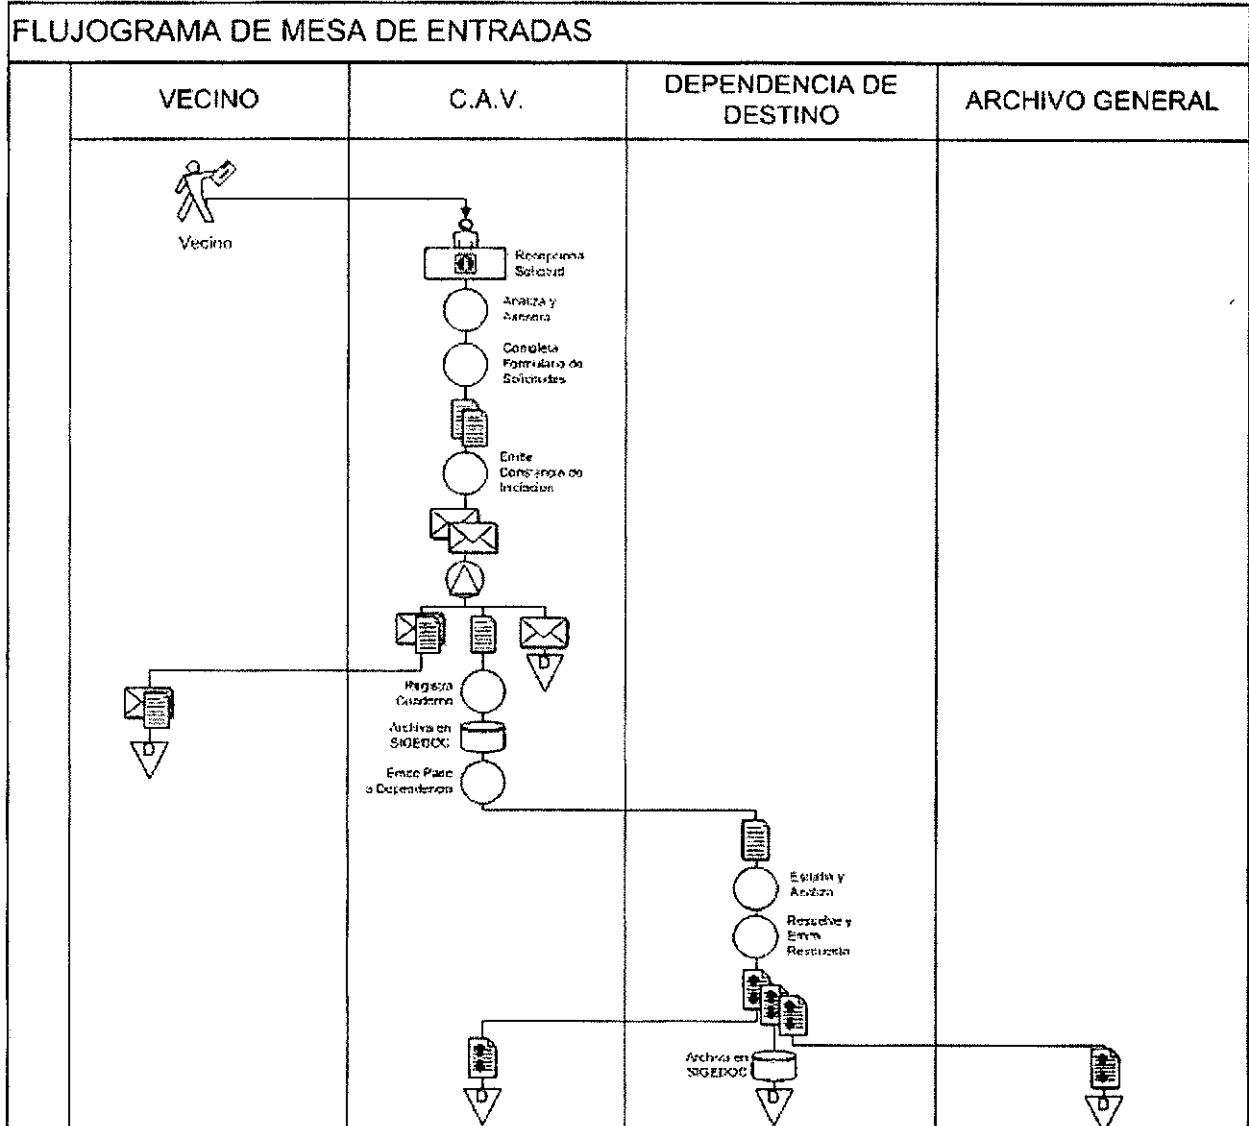 FLUJOGRAMA DE MESA DE ENTRADAS
VECINO
C.A.V.
DEPENDENCIA DE
DESTINO
ARCHIVO GENERAL
Vecino
Recepciona
Solicitud
Analiza y
Asesora
Completa
Formulario de
Solicitudes
Emite
Constancia de
Iniciacion
D
D
Registra
Cuaderno
Archiva en
SIGEDOC
Emite Pase
a Dependencia
Estudia y
Analiza
Resuelve y
Emite
Respuesta
Archiva en
SIGEDOC
D
D
D